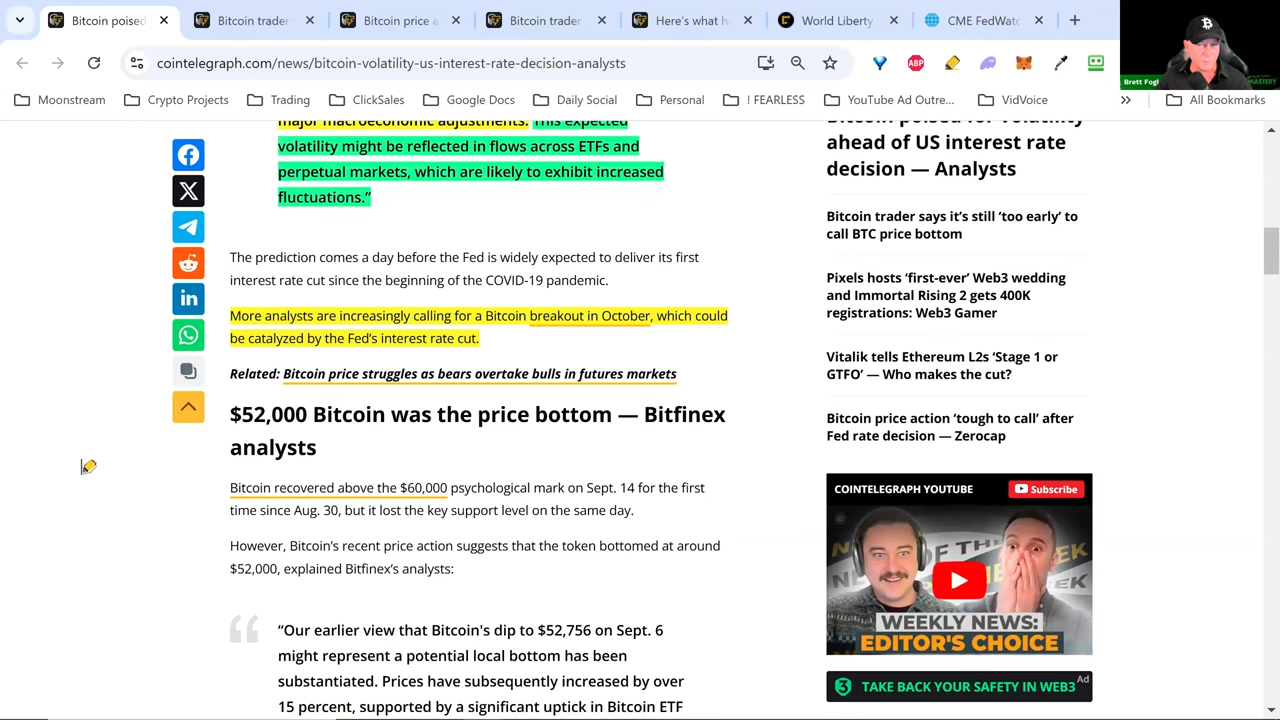 Bitcoin poised
Bitcoin trader
Bitcoin price a
Bitcoin trader
Here's what h
World Liberty
CME FedWatc
cointelegraph.com/news/bitcoin-volatility-us-interest-rate-decision-analysts
ABP
Brett Fogl
MASTERY
Moonstream
Crypto Projects
Trading
ClickSales
Google Docs
Daily Social
Personal
! FEARLESS
YouTube Ad Outre...
VidVoice
»
All Bookmarks
major macroeconomic adjustments. This expected
volatility might be reflected in flows across ETFs and
perpetual markets, which are likely to exhibit increased
fluctuations.”
The prediction comes a day before the Fed is widely expected to deliver its first
interest rate cut since the beginning of the COVID-19 pandemic.
More analysts are increasingly calling for a Bitcoin breakout in October, which could
be catalyzed by the Fed’s interest rate cut.
Related: Bitcoin price struggles as bears overtake bulls in futures markets
$52,000 Bitcoin was the price bottom — Bitfinex
analysts
Bitcoin recovered above the $60,000 psychological mark on Sept. 14 for the first
time since Aug. 30, but it lost the key support level on the same day.
However, Bitcoin’s recent price action suggests that the token bottomed at around
$52,000, explained Bitfinex’s analysts:
“Our earlier view that Bitcoin's dip to $52,756 on Sept. 6
might represent a potential local bottom has been
substantiated. Prices have subsequently increased by over
15 percent, supported by a significant uptick in Bitcoin ETF
Bitcoin poised for volatility
ahead of US interest rate
decision — Analysts
Bitcoin trader says it’s still ‘too early’ to
call BTC price bottom
Pixels hosts ‘first-ever’ Web3 wedding
and Immortal Rising 2 gets 400K
registrations: Web3 Gamer
Vitalik tells Ethereum L2s ‘Stage 1 or
GTFO’ — Who makes the cut?
Bitcoin price action ‘tough to call’ after
Fed rate decision — Zerocap
COINTELEGRAPH YOUTUBE
Subscribe
WEEKLY NEWS:
EDITOR'S CHOICE
TAKE BACK YOUR SAFETY IN WEB3
Ad